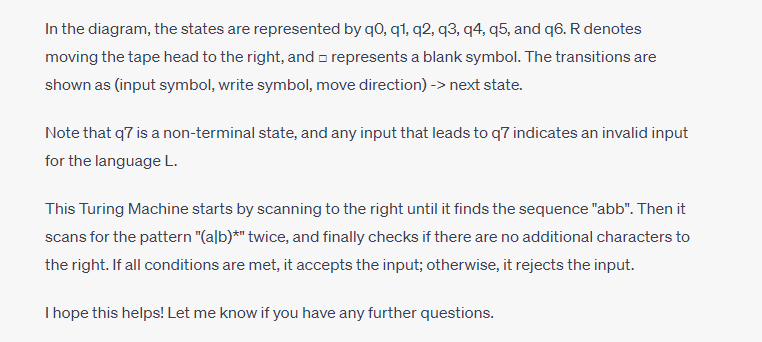 In the diagram, the states are represented by q0, q1, q2, q3, q4, q5, and q6. R denotes
moving the tape head to the right, and □ represents a blank symbol. The transitions are
shown as (input symbol, write symbol, move direction) -> next state.
Note that q7 is a non-terminal state, and any input that leads to q7 indicates an invalid input
for the language L.
This Turing Machine starts by scanning to the right until it finds the sequence "abb". Then it
scans for the pattern "(a|b)*" twice, and finally checks if there are no additional characters to
the right. If all conditions are met, it accepts the input; otherwise, it rejects the input.
I hope this helps! Let me know if you have any further questions.